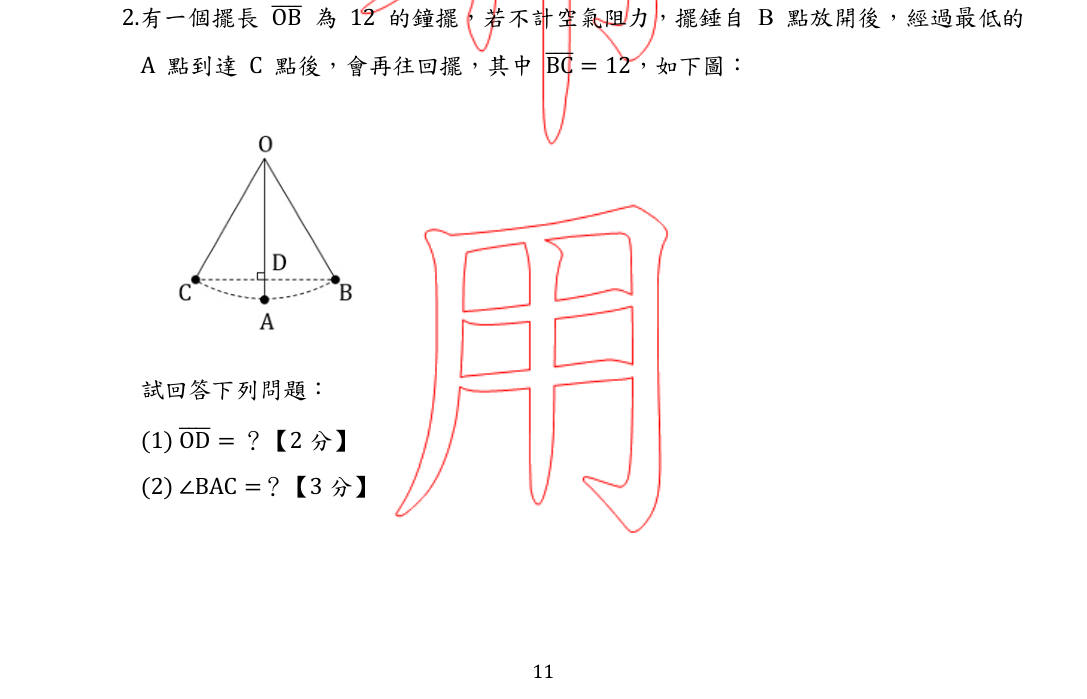 2.有一個擺長 OB 為 12 的鐘擺，若不計空氣阻力，擺錘自 B 點放開後，經過最低的
A 點到達 C 點後，會再往回擺，其中 BC = 12，如下圖：
O
D
C
B
A
用
試回答下列問題：
(1) OD = ？【2 分】
(2) ∠BAC =？【3 分】
11